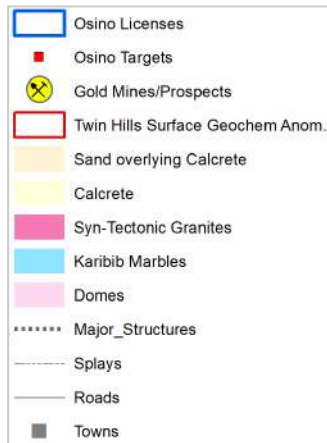 Osino Licenses
Osino Targets
Gold Mines/Prospects
Twin Hills Surface Geochem Anom.
Sand overlying Calcrete
Calcrete
Syn-Tectonic Granites
Karibib Marbles
Domes
Major_Structures
Splays
Roads
Towns